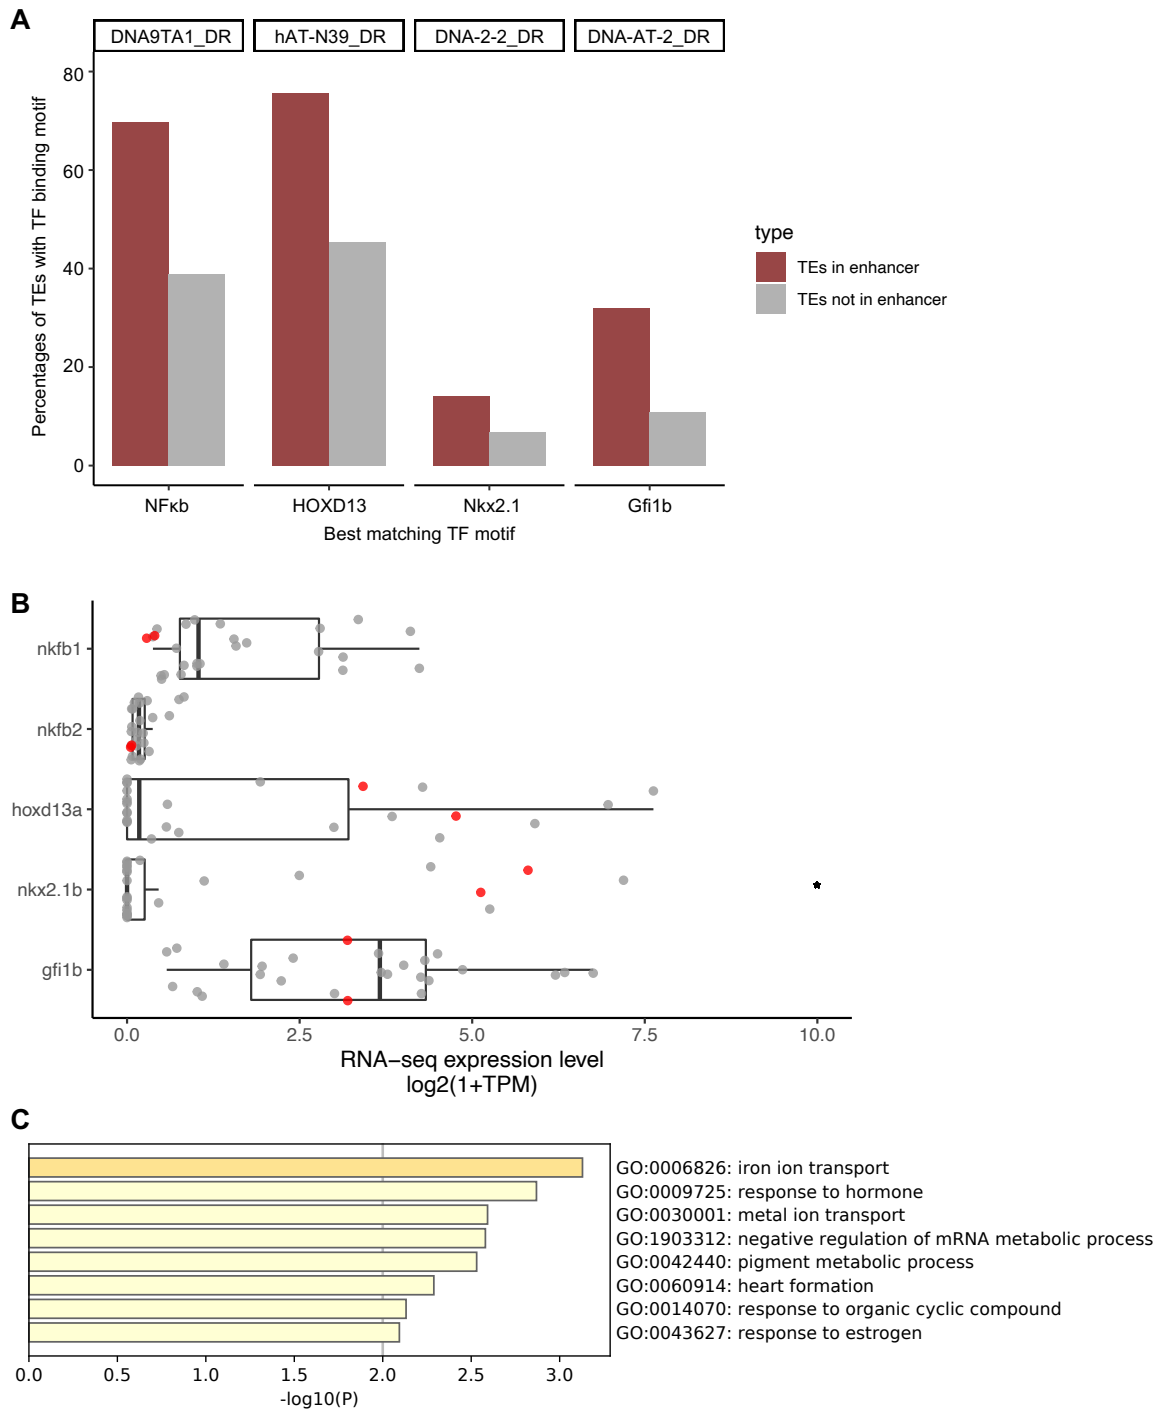 A
DNA9TA1_DR hAT-N39_DR DNA-2-2_DR DNA-AT-2_DR
Percentages of TEs with TF binding motif
80
60
40
20
0
NFκb HOXD13 Nkx2.1 Gfi1b
Best matching TF motif
type
TEs in enhancer
TEs not in enhancer
B
nkfb1
nkfb2
hoxd13a
nkx2.1b
gfi1b
0.0 2.5 5.0 7.5 10.0
RNA−seq expression level
log2(1+TPM)
C
GO:0006826: iron ion transport
GO:0009725: response to hormone
GO:0030001: metal ion transport
GO:1903312: negative regulation of mRNA metabolic process
GO:0042440: pigment metabolic process
GO:0060914: heart formation
GO:0014070: response to organic cyclic compound
GO:0043627: response to estrogen
0.0 0.5 1.0 1.5 2.0 2.5 3.0
-log10(P)